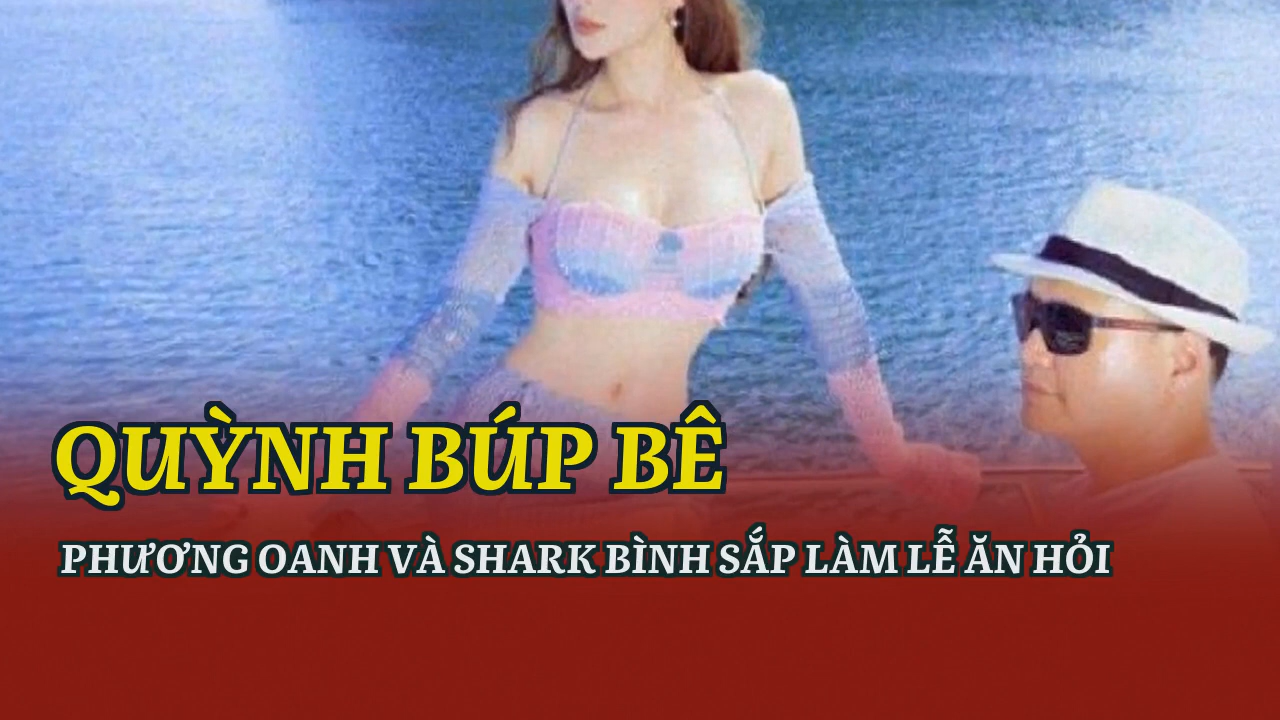 QUỲNH BÚP BÊ
PHƯƠNG OANH VÀ SHARK BÌNH SẮP LÀM LỄ ĂN HỎI